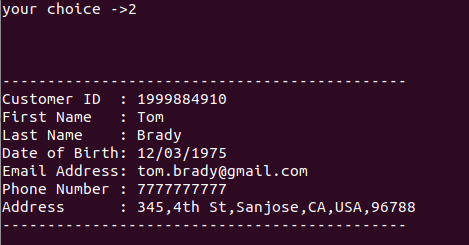 your choice ->2
---------------------------------------------
Customer ID  : 1999884910
First Name   : Tom
Last Name    : Brady
Date of Birth: 12/03/1975
Email Address: tom.brady@gmail.com
Phone Number : 7777777777
Address      : 345,4th St,Sanjose,CA,USA,96788
---------------------------------------------